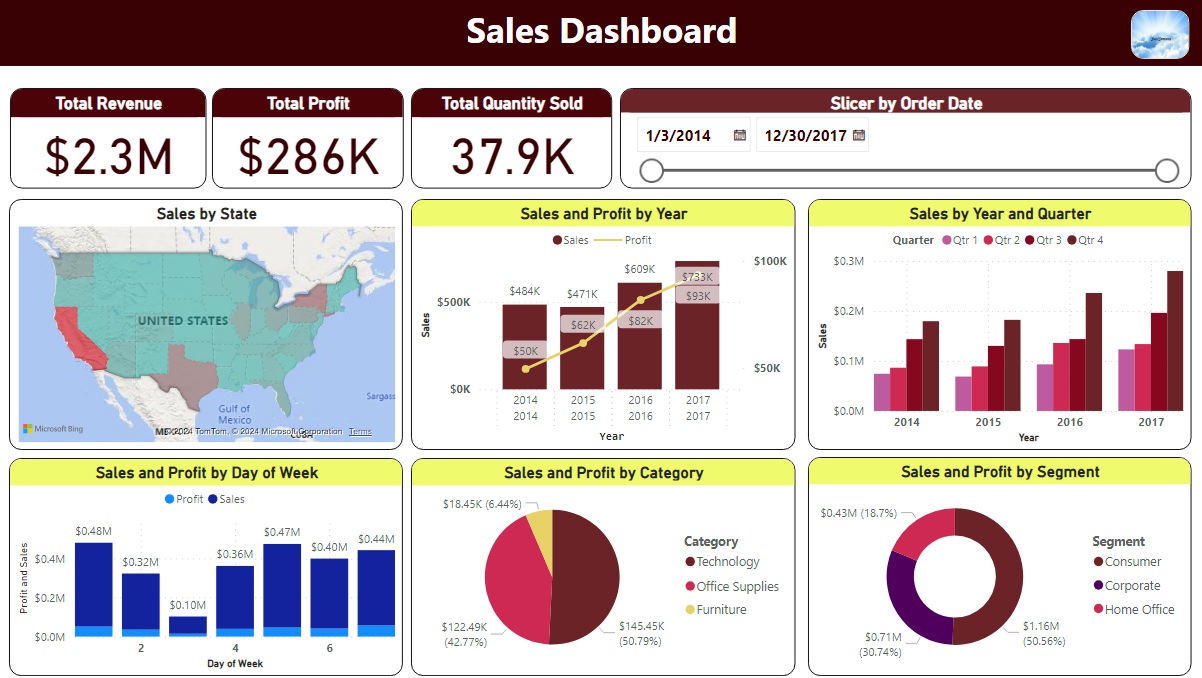 Sales Dashboard
Total Revenue
$2.3M
Total Profit
$286K
Total Quantity Sold
37.9K
Slicer by Order Date
1/3/2014
12/30/2017
Sales by State
UNITED STATES
Gulf of
Mexico
Sargass
CUBA
Microsoft Bing
© 2024 TomTom, © 2024 Microsoft Corporation Terms
Sales and Profit by Year
Sales Profit
$100K
$50K
$500K
$0K
Sales
$484K
$471K
$609K
$733K
$50K
$62K
$82K
$93K
2014 2015 2016 2017
2014 2015 2016 2017
Year
Sales by Year and Quarter
Quarter Qtr 1 Qtr 2 Qtr 3 Qtr 4
$0.3M
$0.2M
$0.1M
$0.0M
Sales
2014 2015 2016 2017
Year
Sales and Profit by Day of Week
Profit Sales
Profit and Sales
$0.4M
$0.2M
$0.0M
$0.48M
$0.32M
$0.10M
$0.36M
$0.47M
$0.40M
$0.44M
2 4 6
Day of Week
Sales and Profit by Category
$18.45K (6.44%)
$122.49K
(42.77%)
$145.45K
(50.79%)
Category
Technology
Office Supplies
Furniture
Sales and Profit by Segment
$0.43M (18.7%)
$0.71M
(30.74%)
$1.16M
(50.56%)
Segment
Consumer
Corporate
Home Office